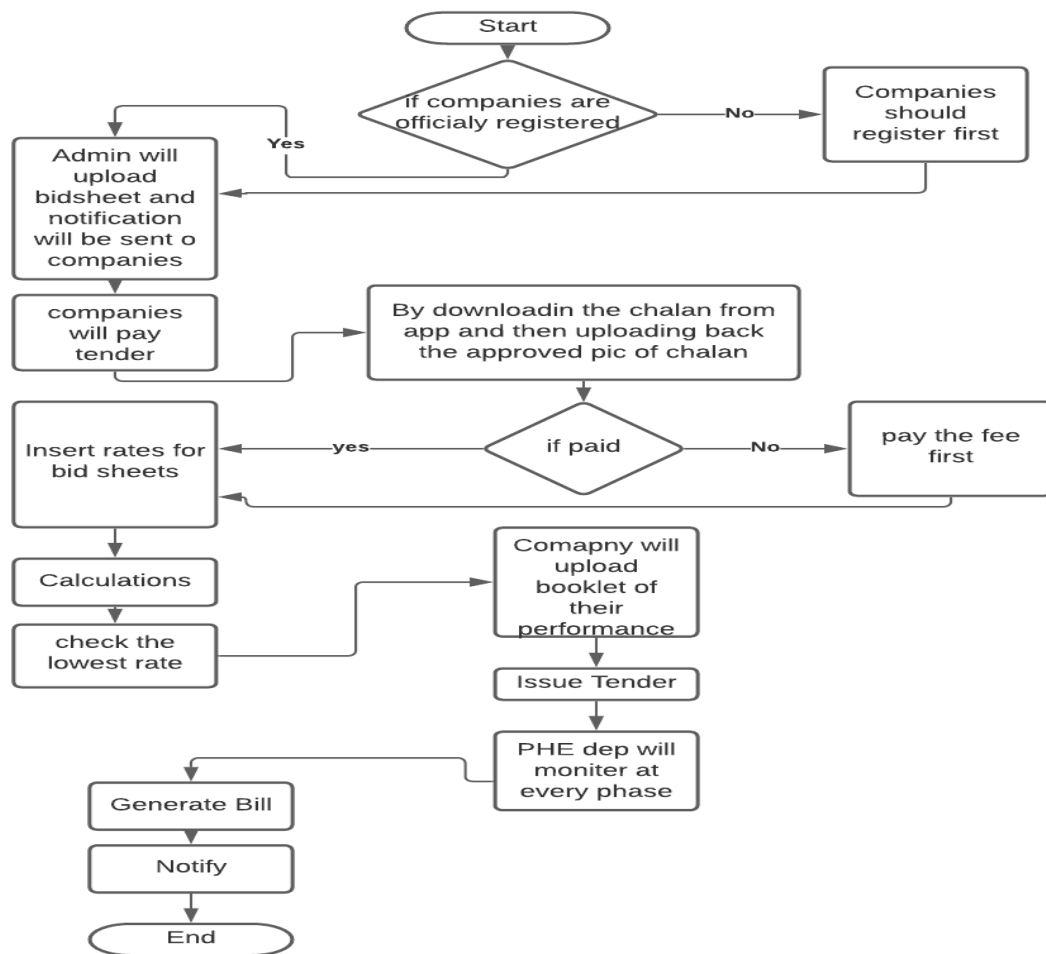 Start
if companies are
officialy registered
No
Companies
should
register first
Yes
Admin will
upload
bidsheet and
notification
will be sent o
companies
companies
will pay
tender
By downloadin the chalan from
app and then uploading back
the approved pic of chalan
if paid
yes
No
pay the fee
first
Insert rates for
bid sheets
Calculations
check the
lowest rate
Comapny will
upload
booklet of
their
performance
Issue Tender
PHE dep will
moniter at
every phase
Generate Bill
Notify
End